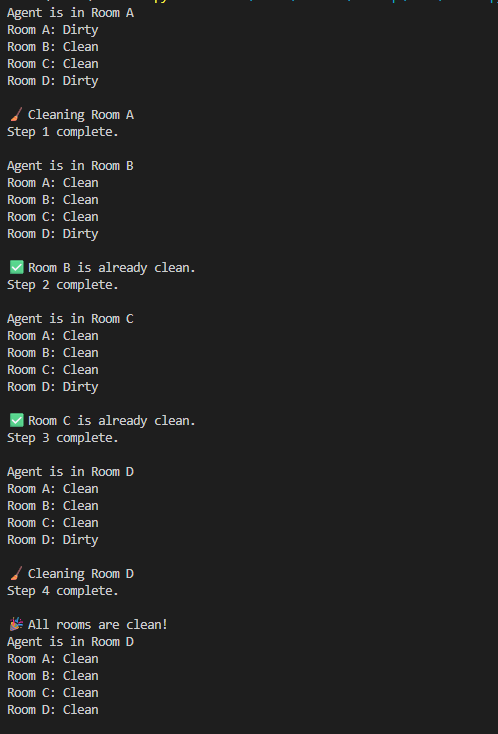 Agent is in Room A
Room A: Dirty
Room B: Clean
Room C: Clean
Room D: Dirty
🧹 Cleaning Room A
Step 1 complete.
Agent is in Room B
Room A: Clean
Room B: Clean
Room C: Clean
Room D: Dirty
✅ Room B is already clean.
Step 2 complete.
Agent is in Room C
Room A: Clean
Room B: Clean
Room C: Clean
Room D: Dirty
✅ Room C is already clean.
Step 3 complete.
Agent is in Room D
Room A: Clean
Room B: Clean
Room C: Clean
Room D: Dirty
🧹 Cleaning Room D
Step 4 complete.
🎉 All rooms are clean!
Agent is in Room D
Room A: Clean
Room B: Clean
Room C: Clean
Room D: Clean